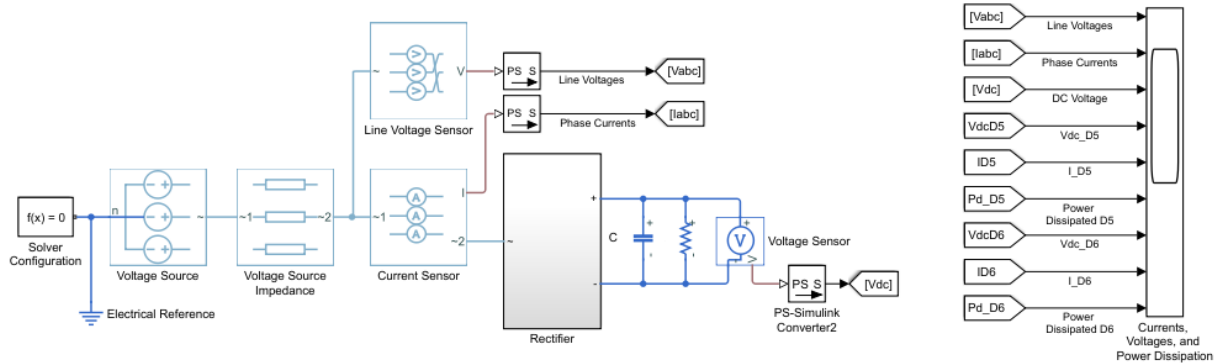 Line Voltage Sensor
~
V
PS S
Line Voltages
[Vabc]
PS S
Phase Currents
[Iabc]
f(x) = 0
Solver
Configuration
n
~
Voltage Source
Electrical Reference
~1
~2
Voltage Source
Impedance
~1
I
~2
A
A
A
Current Sensor
~
+
-
Rectifier
C
+
-
+
-
+
V
-
V
Voltage Sensor
PS S
PS-Simulink
Converter2
[Vdc]
[Vabc]
Line Voltages
[Iabc]
Phase Currents
[Vdc]
DC Voltage
VdcD5
Vdc_D5
ID5
I_D5
Pd_D5
Power
Dissipated D5
VdcD6
Vdc_D6
ID6
I_D6
Pd_D6
Power
Dissipated D6
Currents,
Voltages, and
Power Dissipation